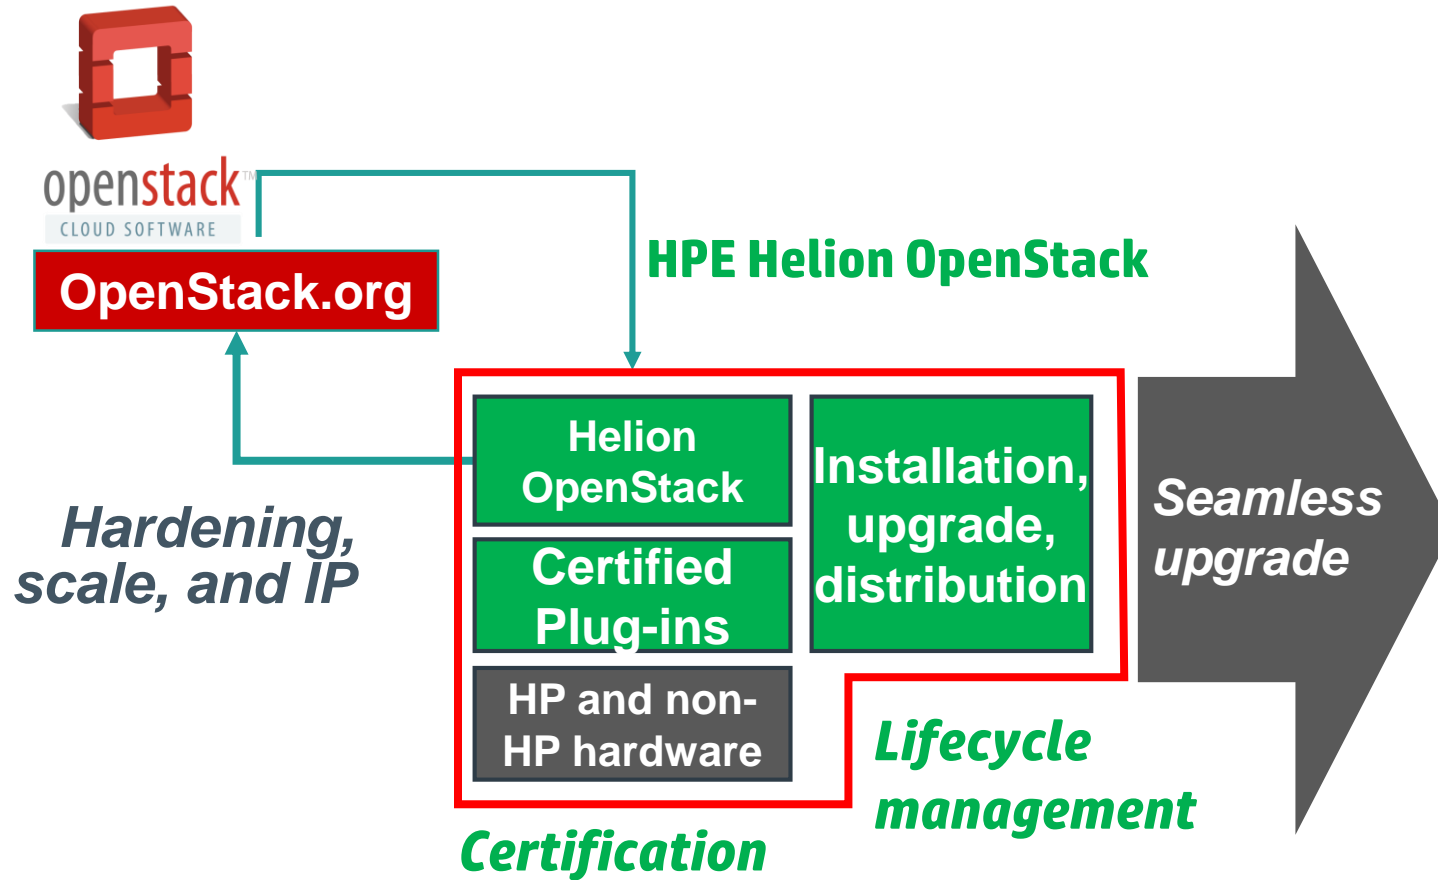 openstack™
CLOUD SOFTWARE
OpenStack.org
HPE Helion OpenStack
Helion
OpenStack
Installation,
upgrade,
distribution
Seamless
upgrade
Hardening,
scale, and IP
Certified
Plug-ins
HP and non-
HP hardware
Lifecycle
management
Certification